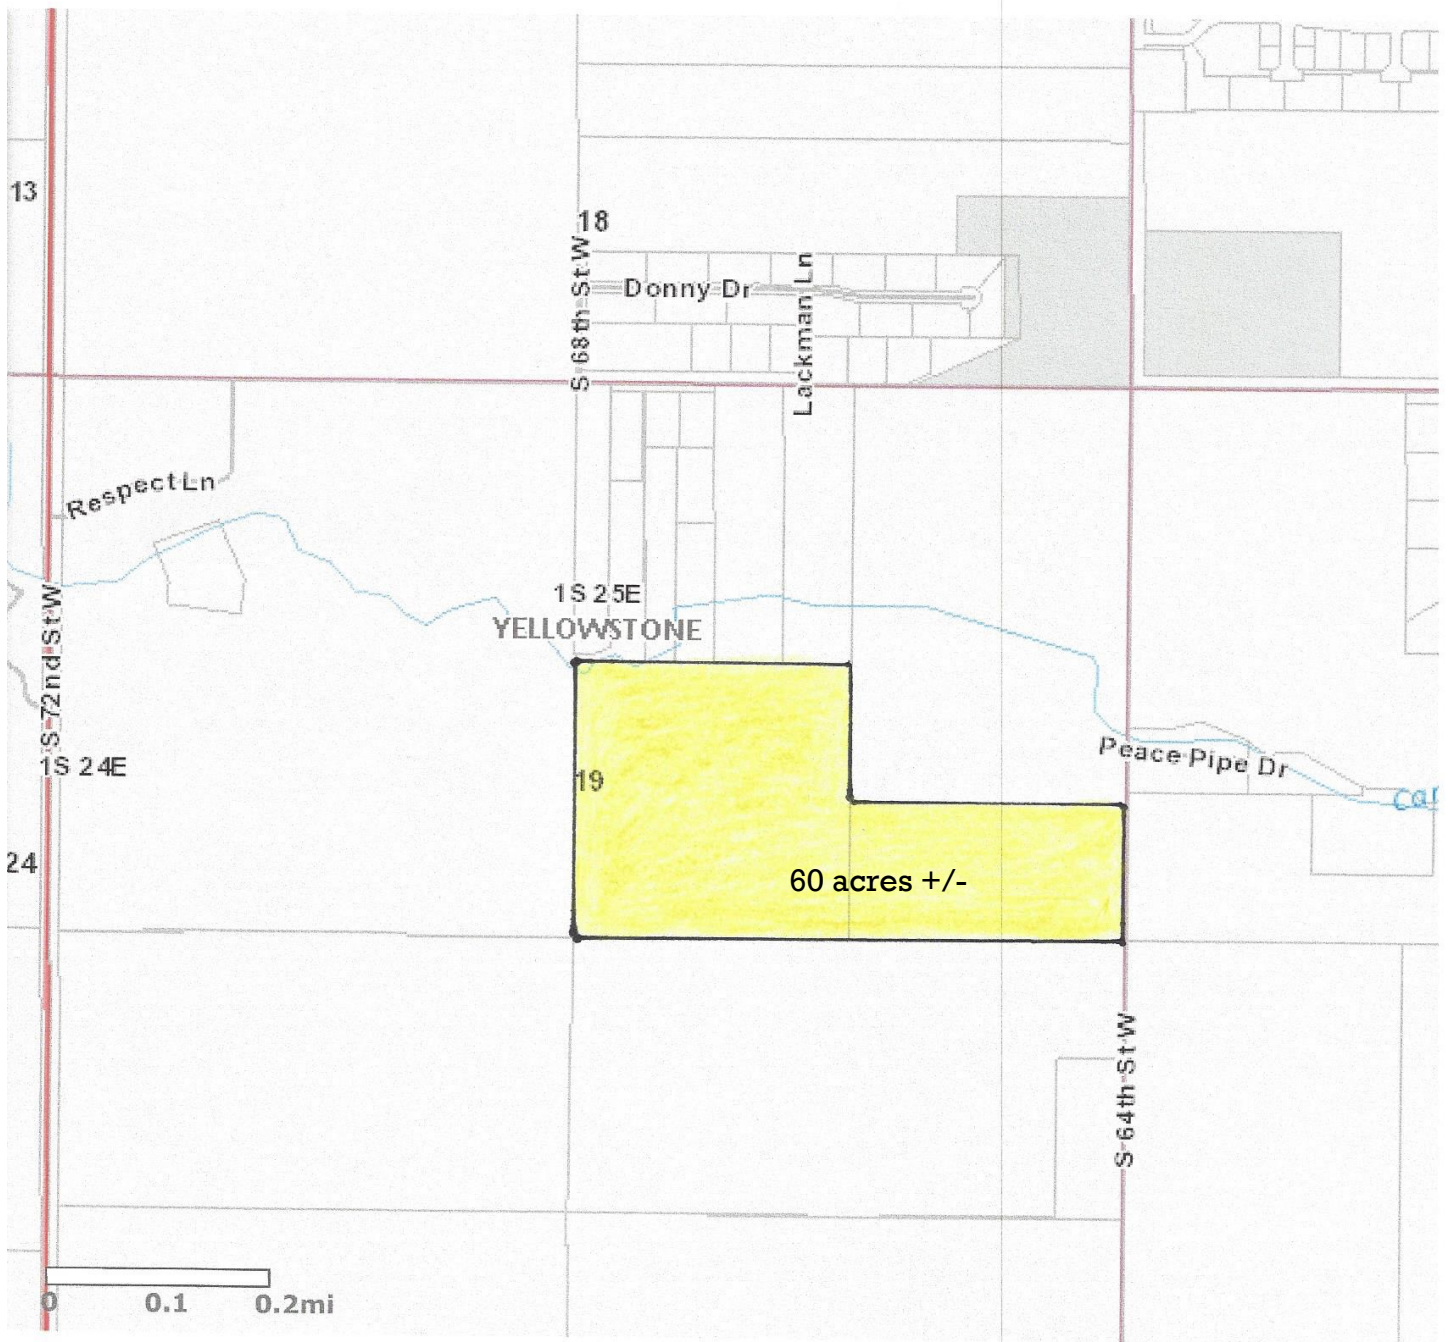 13
18
S 68th St W
Donny Dr
Lackman Ln
Respect Ln
1S 25E
YELLOWSTONE
S 72nd St W
1S 24E
19
Peace Pipe Dr
24
60 acres +/-
S 64th St W
0 0.1 0.2mi